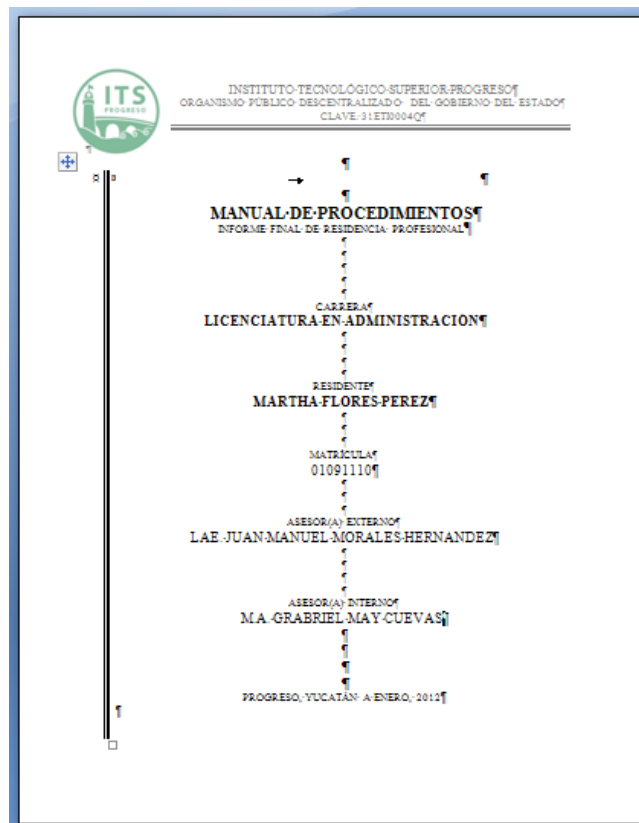 ITS
PROGRESO
INSTITUTO TECNOLÓGICO SUPERIOR PROGRESO
ORGANISMO PÚBLICO DESCENTRALIZADO DEL GOBIERNO DEL ESTADO
CLAVE: 31ETI0004Q
MANUAL DE PROCEDIMIENTOS
INFORME FINAL DE RESIDENCIA PROFESIONAL
CARRERA
LICENCIATURA EN ADMINISTRACIÓN
RESIDENTE
MARTHA FLORES PEREZ
MATRÍCULA
01091110
ASESOR(A) EXTERNO
LAE. JUAN MANUEL MORALES HERNANDEZ
ASESOR(A) INTERNO
M.A. GRABRIEL MAY CUEVAS
PROGRESO, YUCATÁN A ENERO, 2012